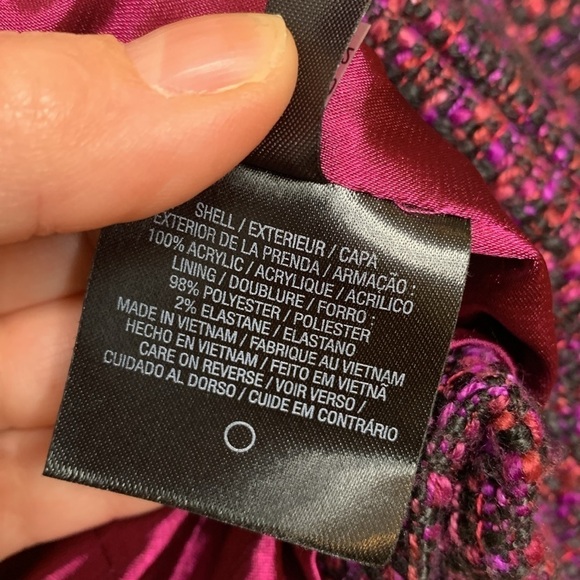 SHELL / EXTERIEUR / CAPA
EXTERIOR DE LA PRENDA / ARMAÇÃO :
100% ACRYLIC / ACRYLIQUE / ACRILICO
LINING / DOUBLURE / FORRO :
98% POLYESTER / POLIESTER
2% ELASTANE / ELASTANO
MADE IN VIETNAM / FABRIQUE AU VIETNAM
HECHO EN VIETNAM / FEITO EM VIETNÃ
CARE ON REVERSE / VOIR VERSO /
CUIDADO AL DORSO / CUIDE EM CONTRÁRIO